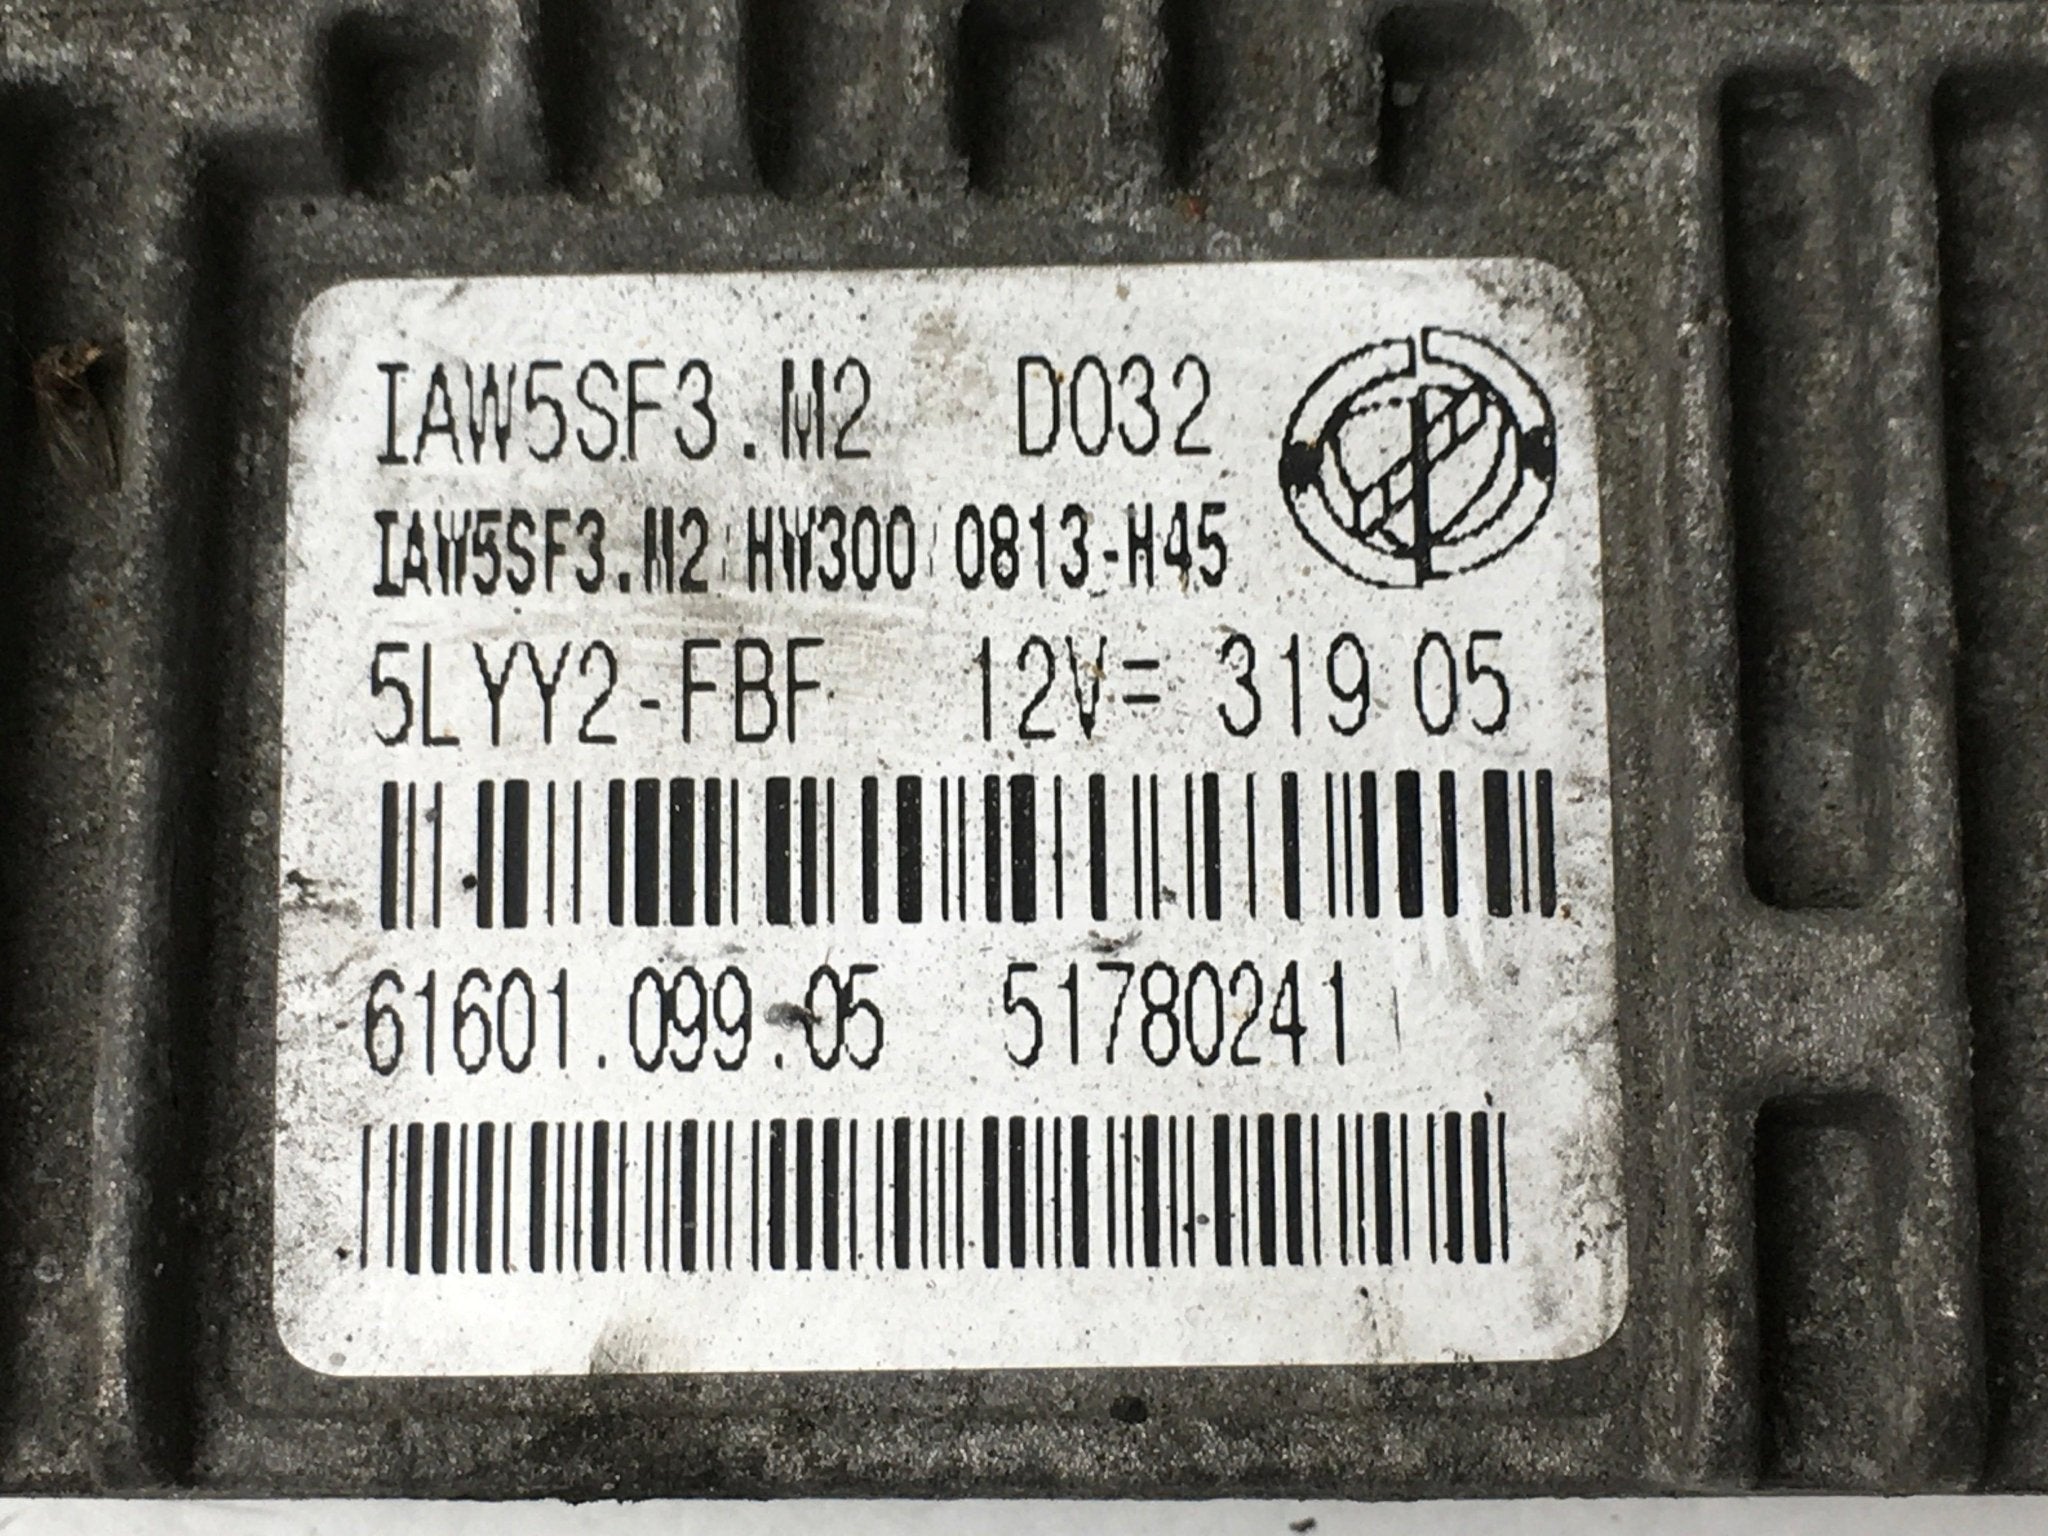 IAW5SF3.M2 D032
IAW5SF3.M2 HW300 0813-H45
5LYY2-FBF 12V= 319 05
61601.099.05 51780241